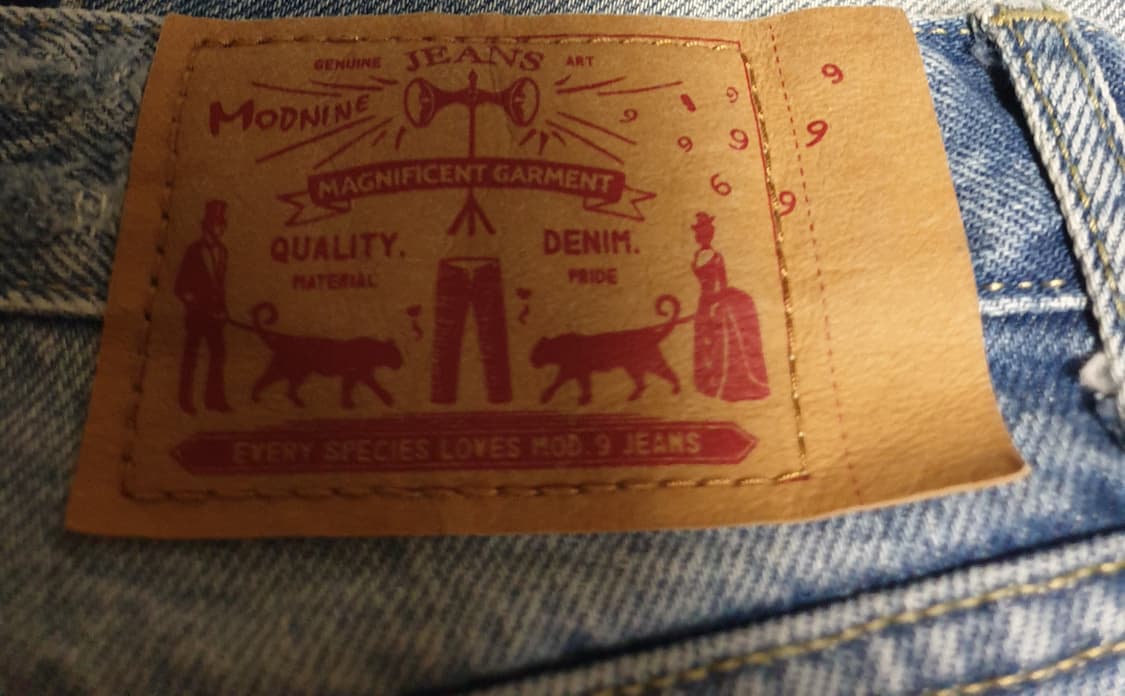 JEANS
GENUINE ART
MODNINE
MAGNIFICENT GARMENT
QUALITY. DENIM.
MATERIAL PRIDE
EVERY SPECIES LOVES MOD.9 JEANS
9
9
9
9
9
9
6
9